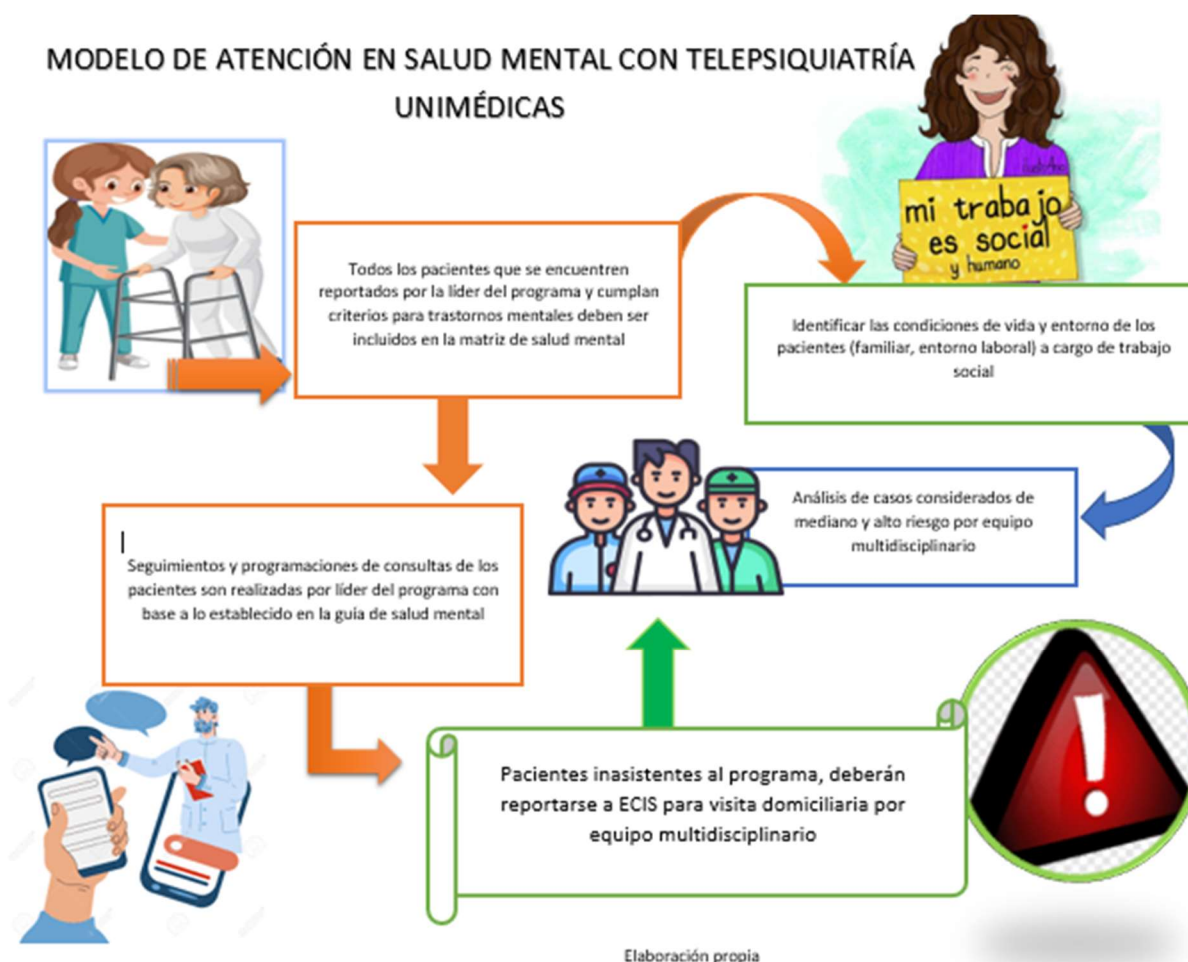 MODELO DE ATENCIÓN EN SALUD MENTAL CON TELEPSIQUIATRÍA
UNIMÉDICAS
mi trabajo
es social
y humano
Todos los pacientes que se encuentren
reportados por la líder del programa y cumplan
criterios para trastornos mentales deben ser
incluidos en la matriz de salud mental
Identificar las condiciones de vida y entorno de los
pacientes (familiar, entorno laboral) a cargo de trabajo
social
Análisis de casos considerados de
mediano y alto riesgo por equipo
multidisciplinario
Seguimientos y programaciones de consultas de los
pacientes son realizadas por líder del programa con
base a lo establecido en la guía de salud mental
Pacientes inasistentes al programa, deberán
reportarse a ECIS para visita domiciliaria por
equipo multidisciplinario
Elaboración propia